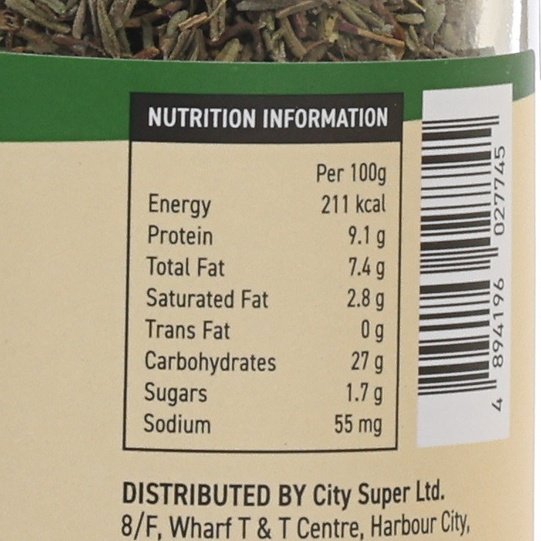 NUTRITION INFORMATION
Per 100g
Energy 211 kcal
Protein 9.1 g
Total Fat 7.4 g
Saturated Fat 2.8 g
Trans Fat 0 g
Carbohydrates 27 g
Sugars 1.7 g
Sodium 55 mg
DISTRIBUTED BY City Super Ltd.
8/F, Wharf T & T Centre, Harbour City,
4 894196 027745